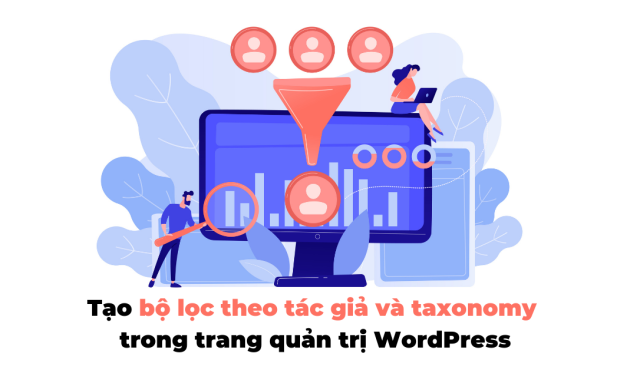 Tạo bộ lọc theo tác giả và taxonomy
trong trang quản trị WordPress